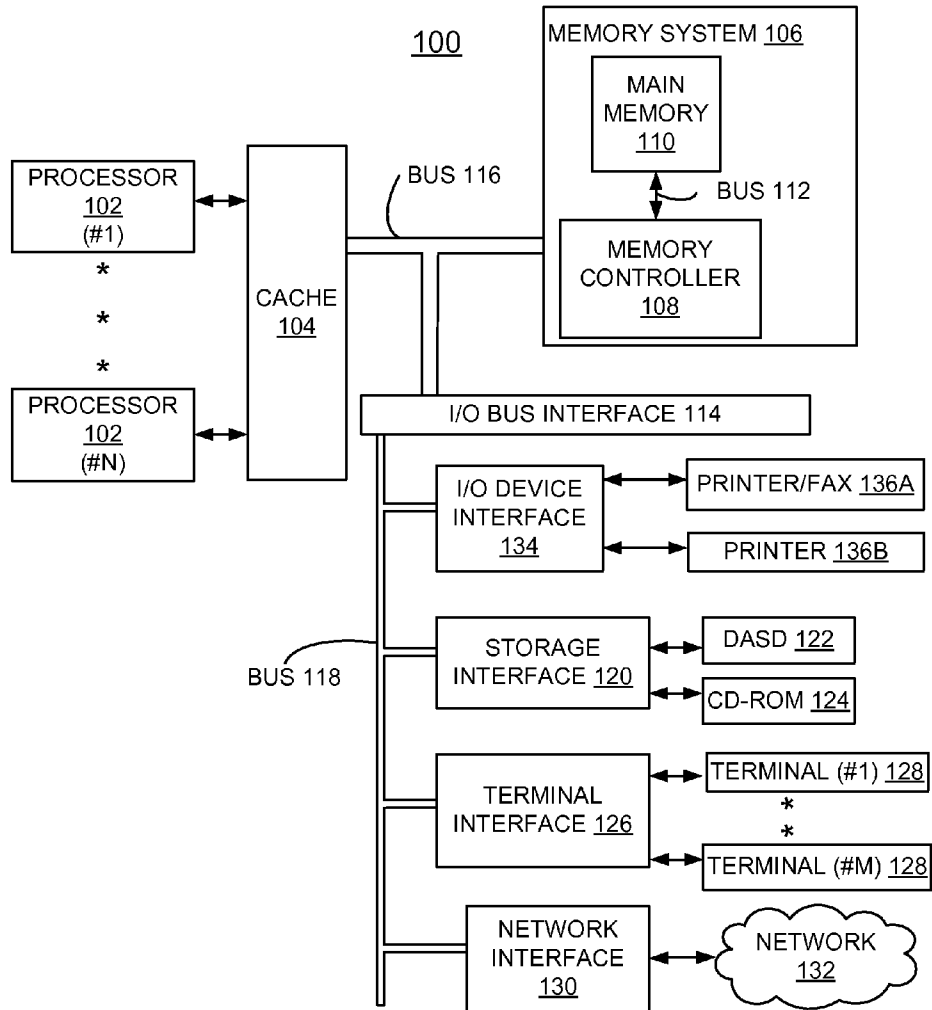 100
MEMORY SYSTEM 106
MAIN
MEMORY
110
BUS 112
MEMORY
CONTROLLER
108
BUS 116
PROCESSOR
102
(#1)
*
*
*
PROCESSOR
102
(#N)
CACHE
104
I/O BUS INTERFACE 114
I/O DEVICE
INTERFACE
134
PRINTER/FAX 136A
PRINTER 136B
BUS 118
STORAGE
INTERFACE 120
DASD 122
CD-ROM 124
TERMINAL
INTERFACE 126
TERMINAL (#1) 128
*
*
TERMINAL (#M) 128
NETWORK
INTERFACE
130
NETWORK
132